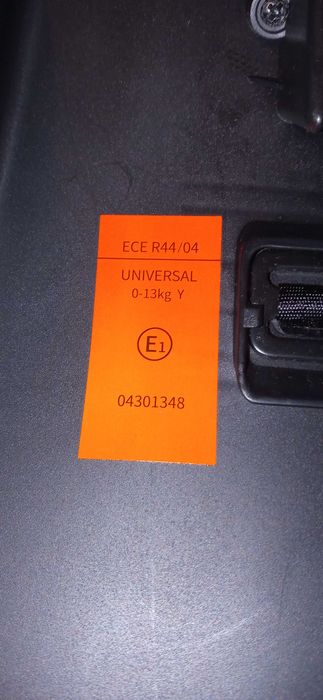 ECE R44/04
UNIVERSAL
0-13kg Y
E1
04301348